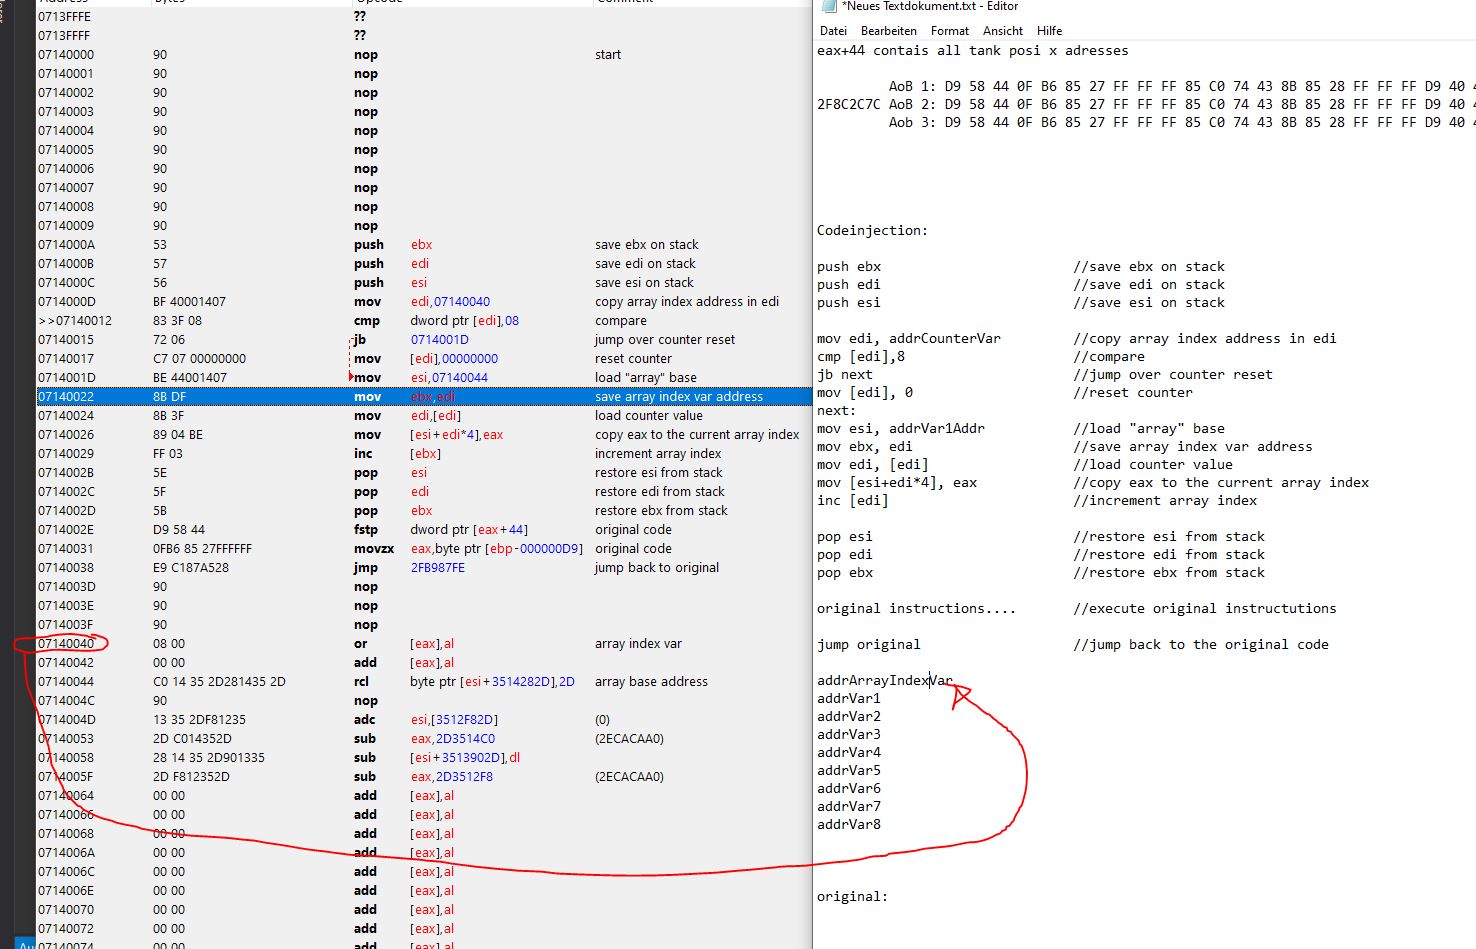 Address Bytes Opcode Comment
0713FFFE ??
0713FFFF ??
07140000 90 nop start
07140001 90 nop
07140002 90 nop
07140003 90 nop
07140004 90 nop
07140005 90 nop
07140006 90 nop
07140007 90 nop
07140008 90 nop
07140009 90 nop
0714000A 53 push ebx save ebx on stack
0714000B 57 push edi save edi on stack
0714000C 56 push esi save esi on stack
0714000D BF 40001407 mov edi,07140040 copy array index address in edi
>>07140012 83 3F 08 cmp dword ptr [edi],08 compare
07140015 72 06 jb 0714001D jump over counter reset
07140017 C7 07 00000000 mov [edi],00000000 reset counter
0714001D BE 44001407 mov esi,07140044 load "array" base
07140022 8B DF mov ebx,edi save array index var address
07140024 8B 3F mov edi,[edi] load counter value
07140026 89 04 BE mov [esi+edi*4],eax copy eax to the current array index
07140029 FF 03 inc [ebx] increment array index
0714002B 5E pop esi restore esi from stack
0714002C 5F pop edi restore edi from stack
0714002D 5B pop ebx restore ebx from stack
0714002E D9 58 44 fstp dword ptr [eax+44] original code
07140031 0FB6 85 27FFFFFF movzx eax,byte ptr [ebp-000000D9] original code
07140038 E9 C187A528 jmp 2FB987FE jump back to original
0714003D 90 nop
0714003E 90 nop
0714003F 90 nop
07140040 08 00 or [eax],al array index var
07140042 00 00 add [eax],al
07140044 C0 14 35 2D281435 2D rcl byte ptr [esi+3514282D],2D array base address
0714004C 90 nop
0714004D 13 35 2DF81235 adc esi,[3512F82D] (0)
07140053 2D C014352D sub eax,2D3514C0 (2ECACAA0)
07140058 28 14 35 2D901335 sub [esi+3513902D],dl
0714005F 2D F812352D sub eax,2D3512F8 (2ECACAA0)
07140064 00 00 add [eax],al
07140066 00 00 add [eax],al
07140068 00 00 add [eax],al
0714006A 00 00 add [eax],al
0714006C 00 00 add [eax],al
0714006E 00 00 add [eax],al
07140070 00 00 add [eax],al
07140072 00 00 add [eax],al
07140074 00 00 add [eax],al
*Neues Textdokument.txt - Editor
Datei Bearbeiten Format Ansicht Hilfe
eax+44 contais all tank posi x adresses
AoB 1: D9 58 44 0F B6 85 27 FF FF FF 85 C0 74 43 8B 85 28 FF FF FF D9 40
2F8C2C7C AoB 2: D9 58 44 0F B6 85 27 FF FF FF 85 C0 74 43 8B 85 28 FF FF FF D9 40
Aob 3: D9 58 44 0F B6 85 27 FF FF FF 85 C0 74 43 8B 85 28 FF FF FF D9 40
Codeinjection:
push ebx //save ebx on stack
push edi //save edi on stack
push esi //save esi on stack
mov edi, addrCounterVar //copy array index address in edi
cmp [edi],8 //compare
jb next //jump over counter reset
mov [edi], 0 //reset counter
next:
mov esi, addrVar1Addr //load "array" base
mov ebx, edi //save array index var address
mov edi, [edi] //load counter value
mov [esi+edi*4], eax //copy eax to the current array index
inc [edi] //increment array index
pop esi //restore esi from stack
pop edi //restore edi from stack
pop ebx //restore ebx from stack
original instructions.... //execute original instructutions
jump original //jump back to the original code
addrArrayIndexVar
addrVar1
addrVar2
addrVar3
addrVar4
addrVar5
addrVar6
addrVar7
addrVar8
original: